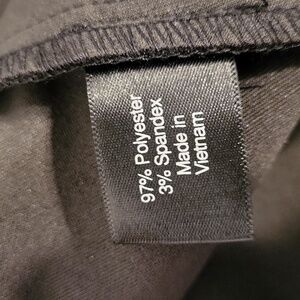 97% Polyester
3% Spandex
Made in
Vietnam